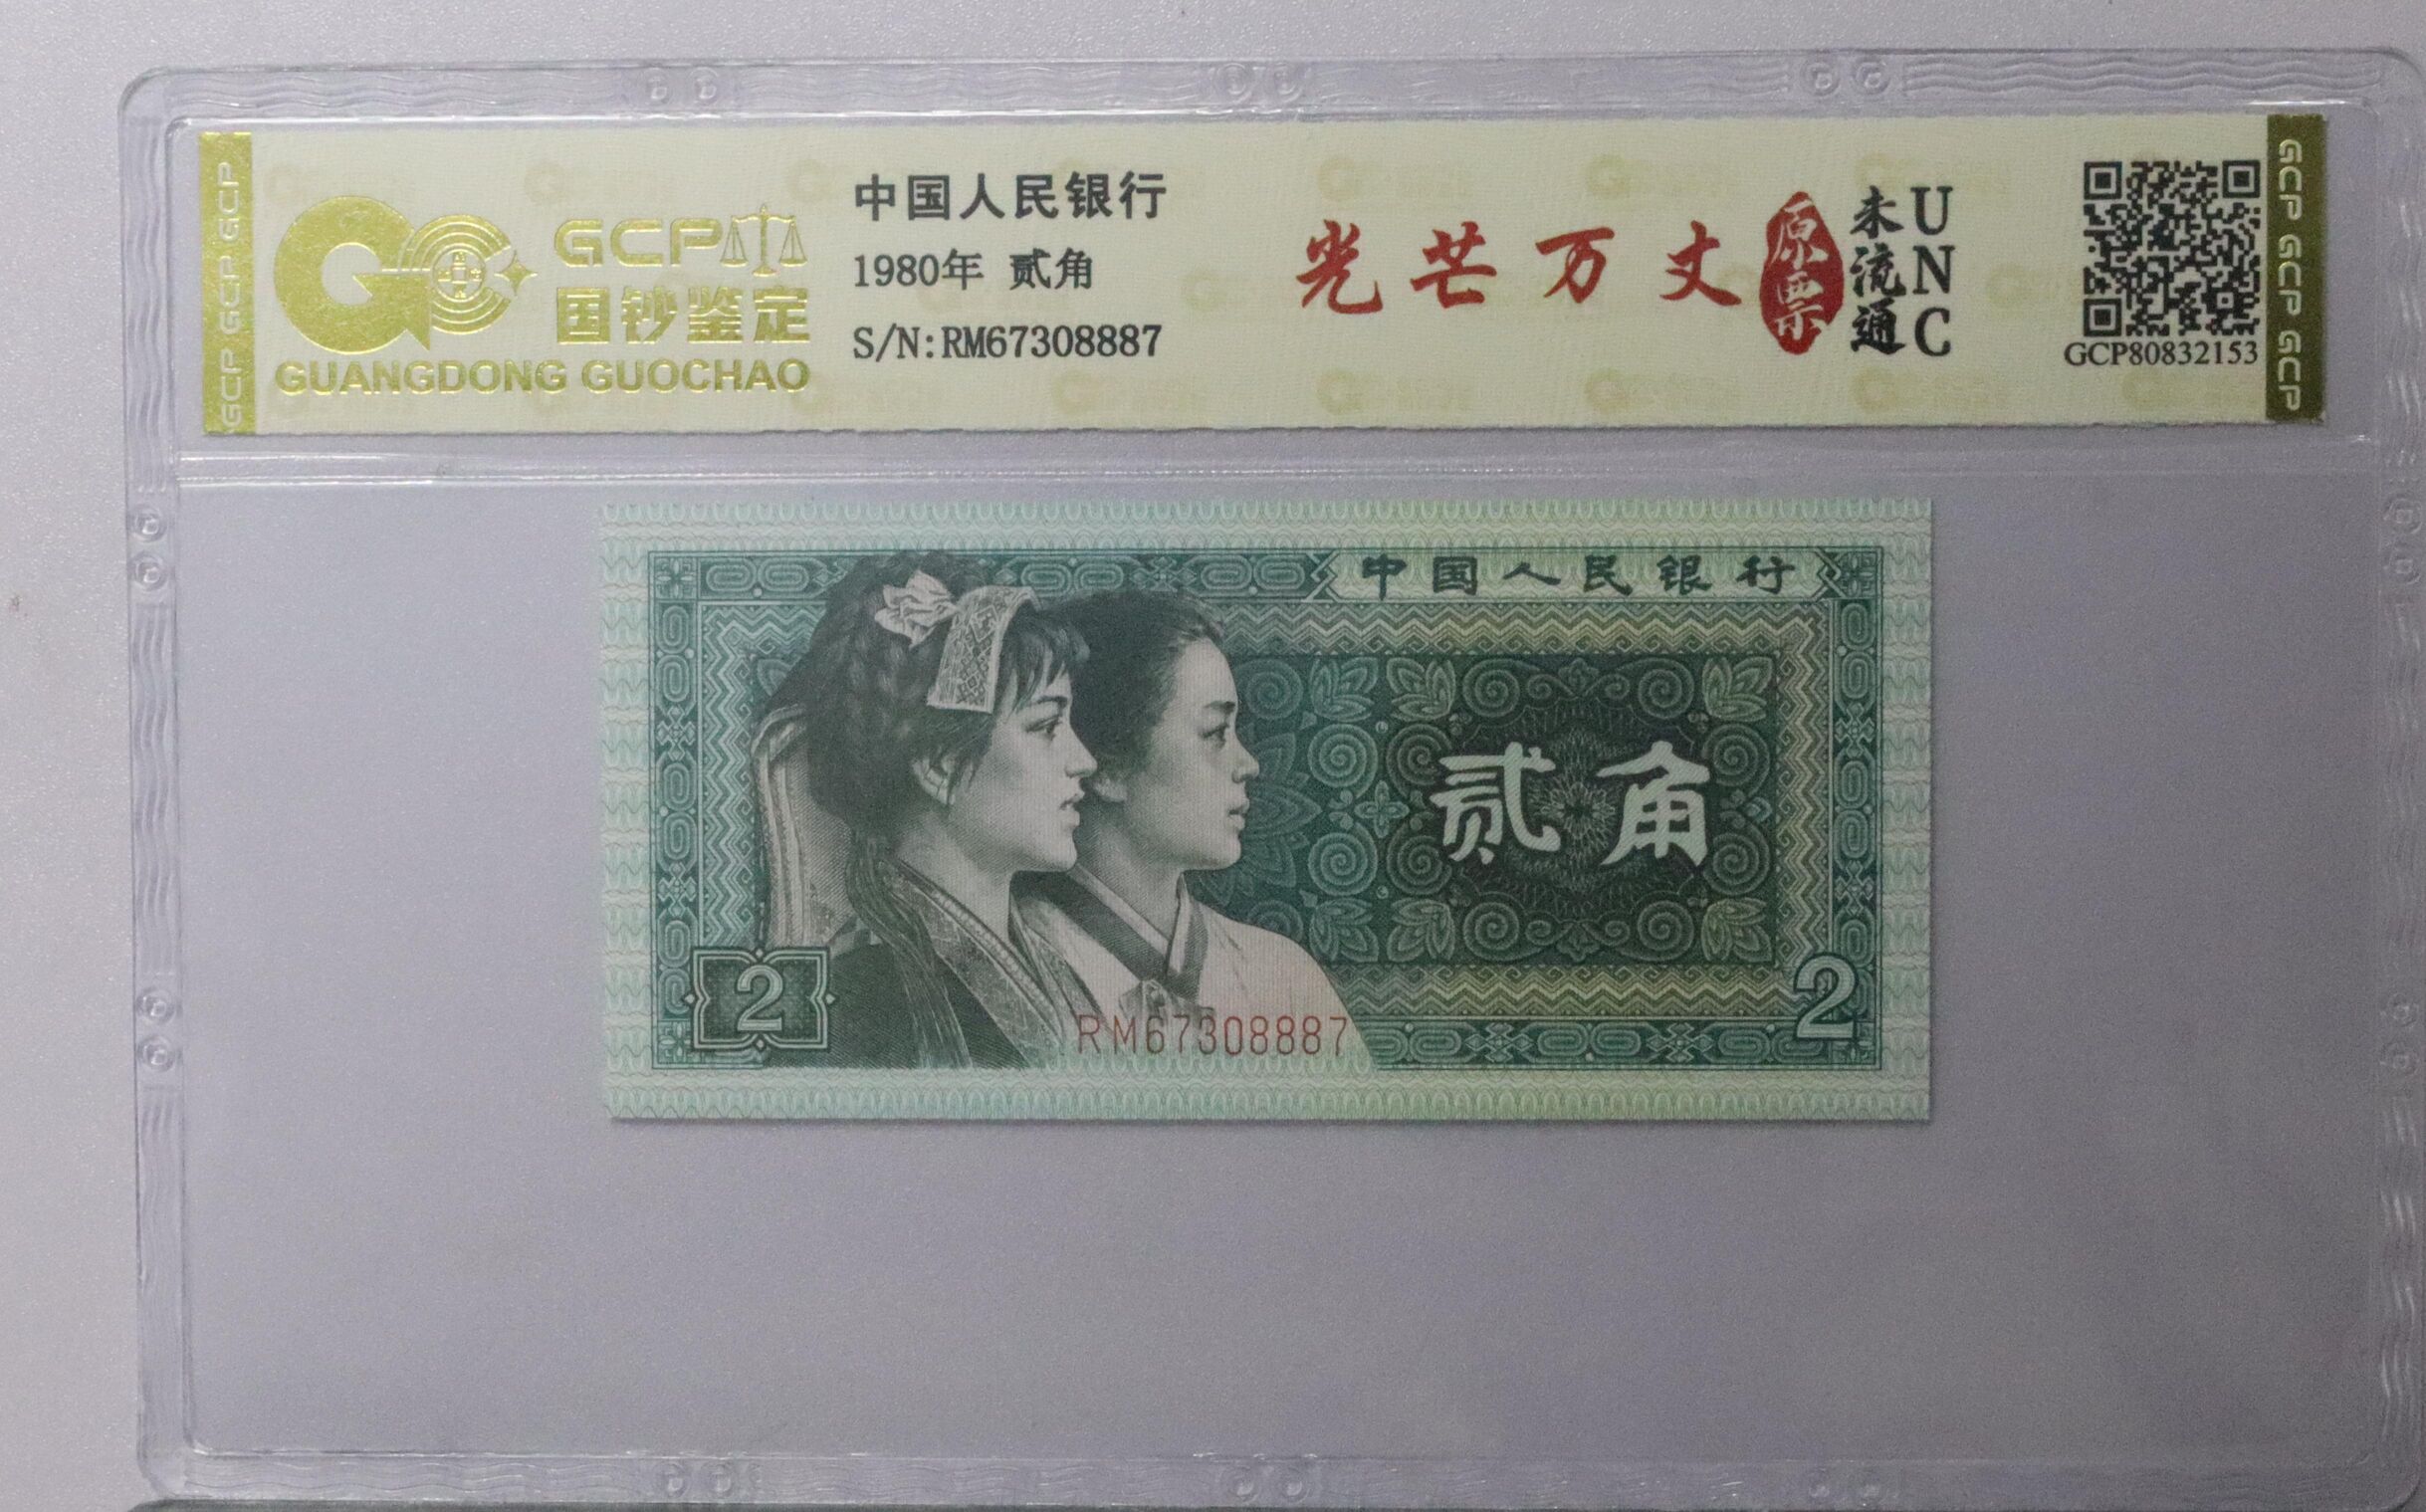 GCP GCP GCP
GCP
国钞鉴定
GUANGDONG GUOCHAO
中国人民银行
1980年 贰角
S/N:RM67308887
光芒万丈
原票
未流通
UNC
GCP80832153
GCP GCP GCP
中国人民银行
贰角
2
RM67308887
2